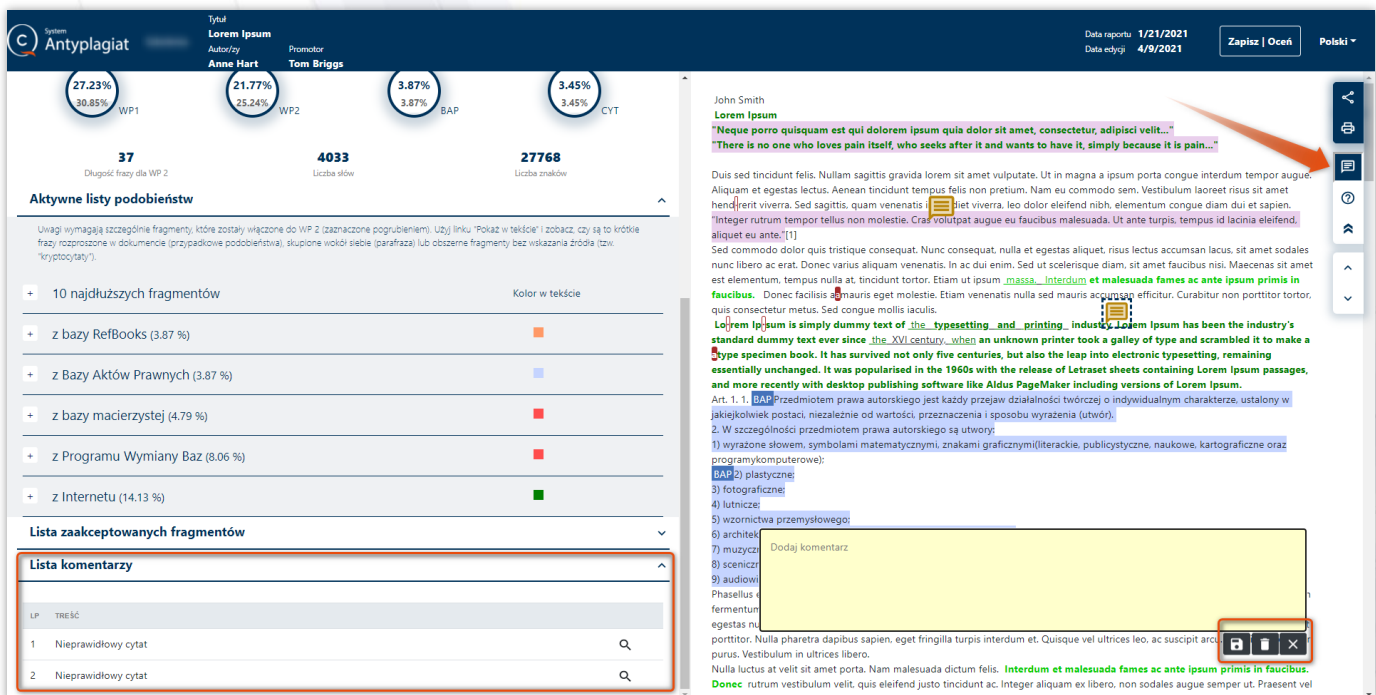 System
Antyplagiat
Tytuł
Lorem Ipsum
Autor/zy Promotor
Anne Hart Tom Briggs
Data raportu 1/21/2021
Data edycji 4/9/2021
Zapisz | Oceń
Polski
27.23%
30.85%
WP1
21.77%
25.24%
WP2
3.87%
3.87%
BAP
3.45%
3.45%
CYT
37
Długość frazy dla WP 2
4033
Liczba słów
27768
Liczba znaków
Aktywne listy podobieństw
Uwagi wymagają szczególnie fragmenty, które zostały włączone do WP 2 (zaznaczone pogrubieniem). Użyj linku "Pokaż w tekście" i zobacz, czy są to krótkie
frazy rozproszone w dokumencie (przypadkowe podobieństwa), skupione wokół siebie (parafraza) lub obszerne fragmenty bez wskazania źródła (tzw.
"kryptocytaty").
+ 10 najdłuższych fragmentów Kolor w tekście
+ z bazy RefBooks (3.87 %)
+ z Bazy Aktów Prawnych (3.87 %)
+ z bazy macierzystej (4.79 %)
+ z Programu Wymiany Baz (8.06 %)
+ z Internetu (14.13 %)
Lista zaakceptowanych fragmentów
Lista komentarzy
LP TREŚĆ
1 Nieprawidłowy cytat
2 Nieprawidłowy cytat
John Smith
Lorem Ipsum
"Neque porro quisquam est qui dolorem ipsum quia dolor sit amet, consectetur, adipisci velit..."
"There is no one who loves pain itself, who seeks after it and wants to have it, simply because it is pain..."
Duis sed tincidunt felis. Nullam sagittis gravida lorem sit amet vulputate. Ut in magna a ipsum porta congue interdum tempor augue.
Aliquam et egestas lectus. Aenean tincidunt tempus felis non pretium. Nam eu commodo sem. Vestibulum laoreet risus sit amet
hendrerit viverra. Sed sagittis, quam venenatis diet viverra, leo dolor eleifend nibh, elementum congue diam dui et sapien.
"Integer rutrum tempor tellus non molestie. Cras volutpat augue eu faucibus malesuada. Ut ante turpis, tempus id lacinia eleifend,
aliquet eu ante."[1]
Sed commodo dolor quis tristique consequat. Nunc consequat, nulla et egestas aliquet, risus lectus accumsan lacus, sit amet sodales
nunc libero ac erat. Donec varius aliquam venenatis. In ac dui enim. Sed ut scelerisque diam, sit amet faucibus nisi. Maecenas sit amet
est elementum, tempus nulla at, tincidunt tortor. Etiam ut ipsum massa. Interdum et malesuada fames ac ante ipsum primis in
faucibus. Donec facilisis a mauris eget molestie. Etiam venenatis nulla sed mauris accumsan efficitur. Curabitur non porttitor tortor,
quis consectetur metus. Sed congue mollis iaculis.
Lorem Ipsum is simply dummy text of the typesetting and printing industry. Lorem Ipsum has been the industry's
standard dummy text ever since the XVI century, when an unknown printer took a galley of type and scrambled it to make a
type specimen book. It has survived not only five centuries, but also the leap into electronic typesetting, remaining
essentially unchanged. It was popularised in the 1960s with the release of Letraset sheets containing Lorem Ipsum passages,
and more recently with desktop publishing software like Aldus PageMaker including versions of Lorem Ipsum.
Art. 1. 1. BAP Przedmiotem prawa autorskiego jest każdy przejaw działalności twórczej o indywidualnym charakterze, ustalony w
jakiejkolwiek postaci, niezależnie od wartości, przeznaczenia i sposobu wyrażenia (utwór).
2. W szczególności przedmiotem prawa autorskiego są utwory:
1) wyrażone słowem, symbolami matematycznymi, znakami graficznymi(literackie, publicystyczne, naukowe, kartograficzne oraz
programykomputerowe);
BAP 2) plastyczne;
3) fotograficzne;
4) lutnicze;
5) wzornictwa przemysłowego;
6) architek
7) muzyczn
8) sceniczn
9) audiowi
Dodaj komentarz
Phasellus
fermentum
egestas
porttitor. Nulla pharetra dapibus sapien, eget fringilla turpis interdum et. Quisque vel ultrices leo, ac suscipit
purus. Vestibulum in ultrices libero.
Nulla luctus at velit sit amet porta. Nam malesuada dictum felis. Interdum et malesuada fames ac ante ipsum primis in faucibus.
Donec rutrum vestibulum velit, quis eleifend justo tincidunt ac. Integer aliquam ex libero, non sodales augue semper ut. Praesent vel